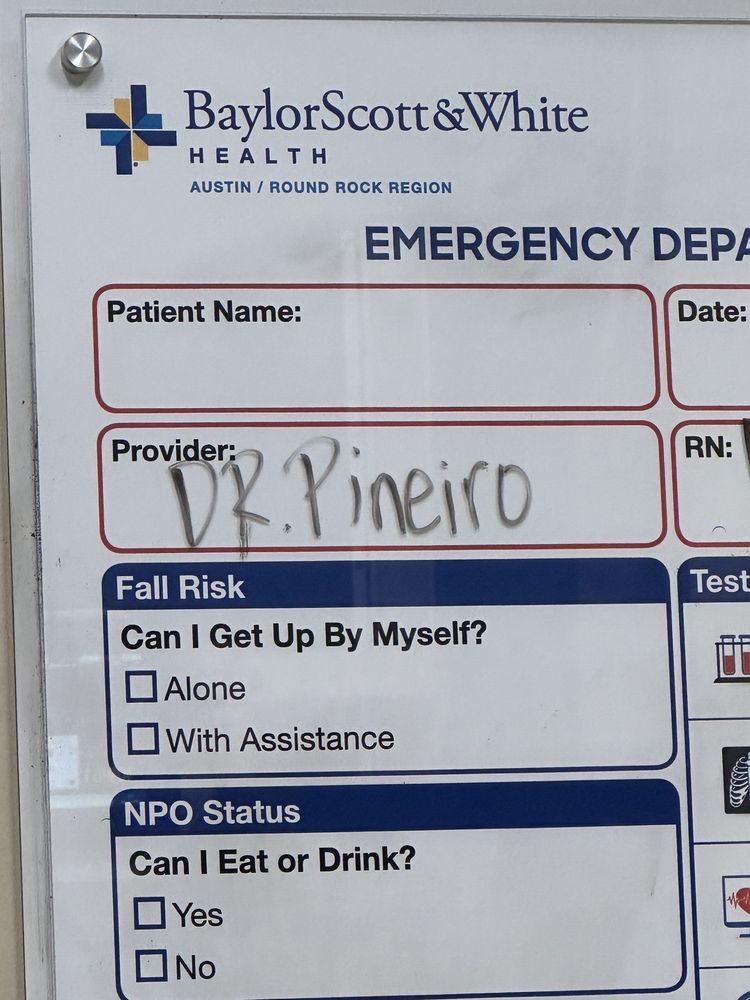 BaylorScott&White
HEALTH
AUSTIN / ROUND ROCK REGION
EMERGENCY DEPA
Patient Name:
Date:
Provider:
DR. Pineiro
RN:
Fall Risk
Can I Get Up By Myself?
Alone
With Assistance
Test
NPO Status
Can I Eat or Drink?
Yes
No